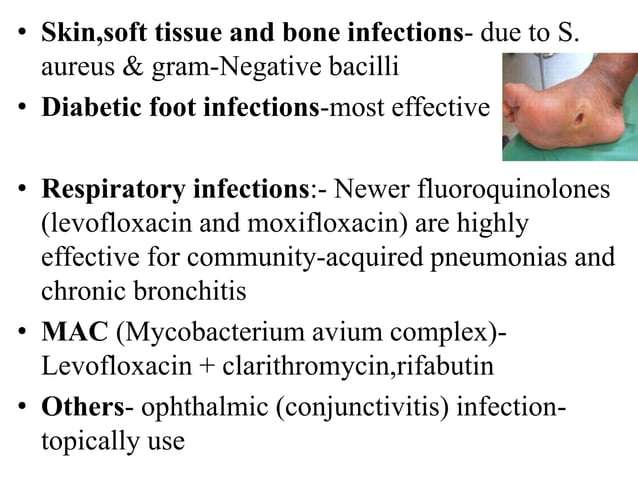 • Skin,soft tissue and bone infections- due to S.
aureus & gram-Negative bacilli
• Diabetic foot infections-most effective
• Respiratory infections:- Newer fluoroquinolones
(levofloxacin and moxifloxacin) are highly
effective for community-acquired pneumonias and
chronic bronchitis
• MAC (Mycobacterium avium complex)-
Levofloxacin + clarithromycin,rifabutin
• Others- ophthalmic (conjunctivitis) infection-
topically use